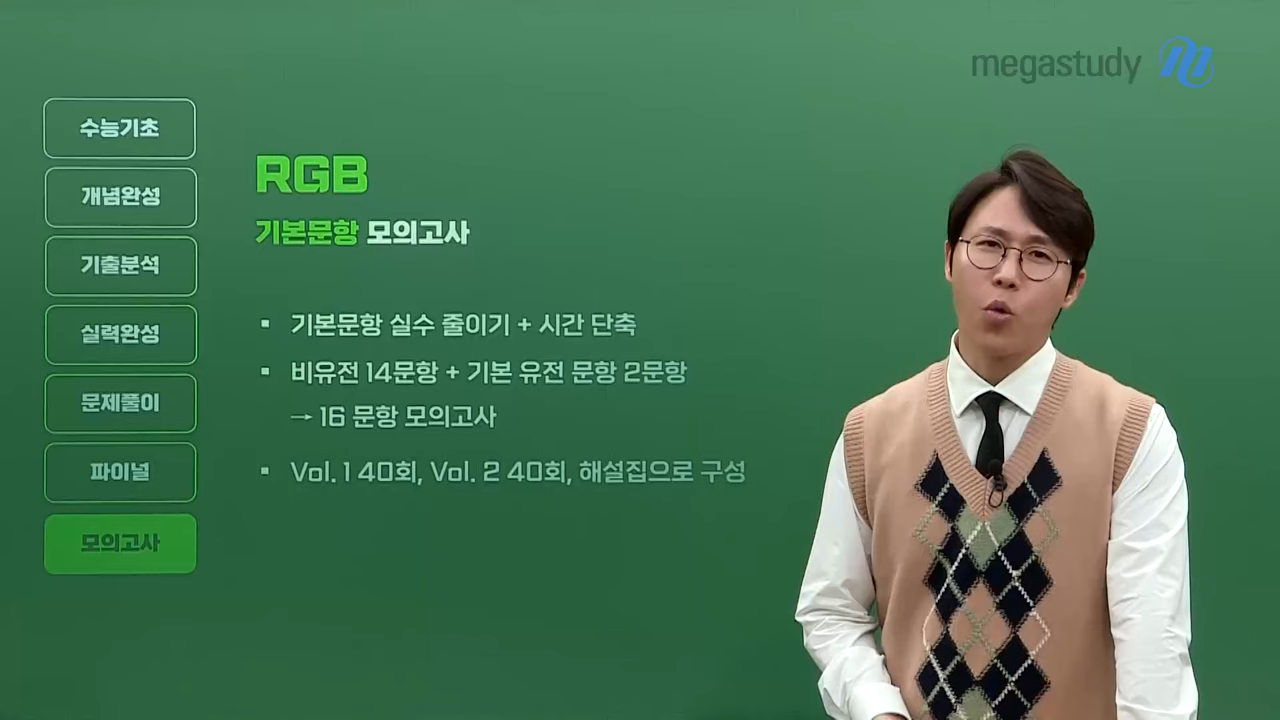 megastudy
수능기초
개념완성
기출분석
실력완성
문제풀이
파이널
모의고사
RGB
기본문항 모의고사
▪ 기본문항 실수 줄이기 + 시간 단축
▪ 비유전 14문항 + 기본 유전 문항 2문항
→ 16 문항 모의고사
▪ Vol. 1 40회, Vol. 2 40회, 해설집으로 구성